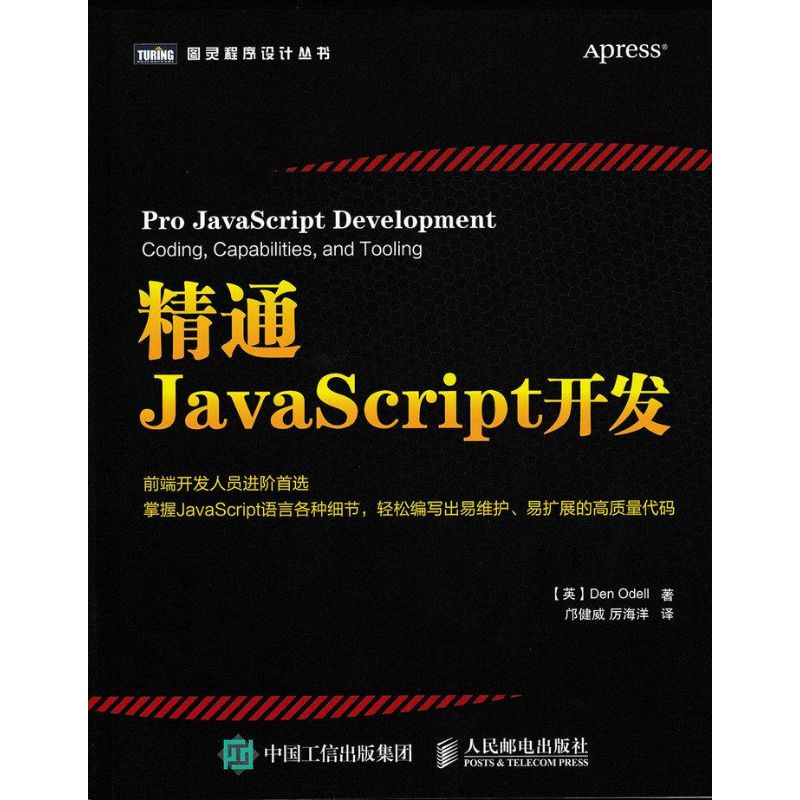 TURING 图灵程序设计丛书
Apress®
Pro JavaScript Development
Coding, Capabilities, and Tooling
精通
JavaScript开发
前端开发人员进阶首选
掌握JavaScript语言各种细节，轻松编写出易维护、易扩展的高质量代码
【英】Den Odell 著
邝健威 厉海洋 译
中国工信出版集团
人民邮电出版社
POSTS & TELECOM PRESS